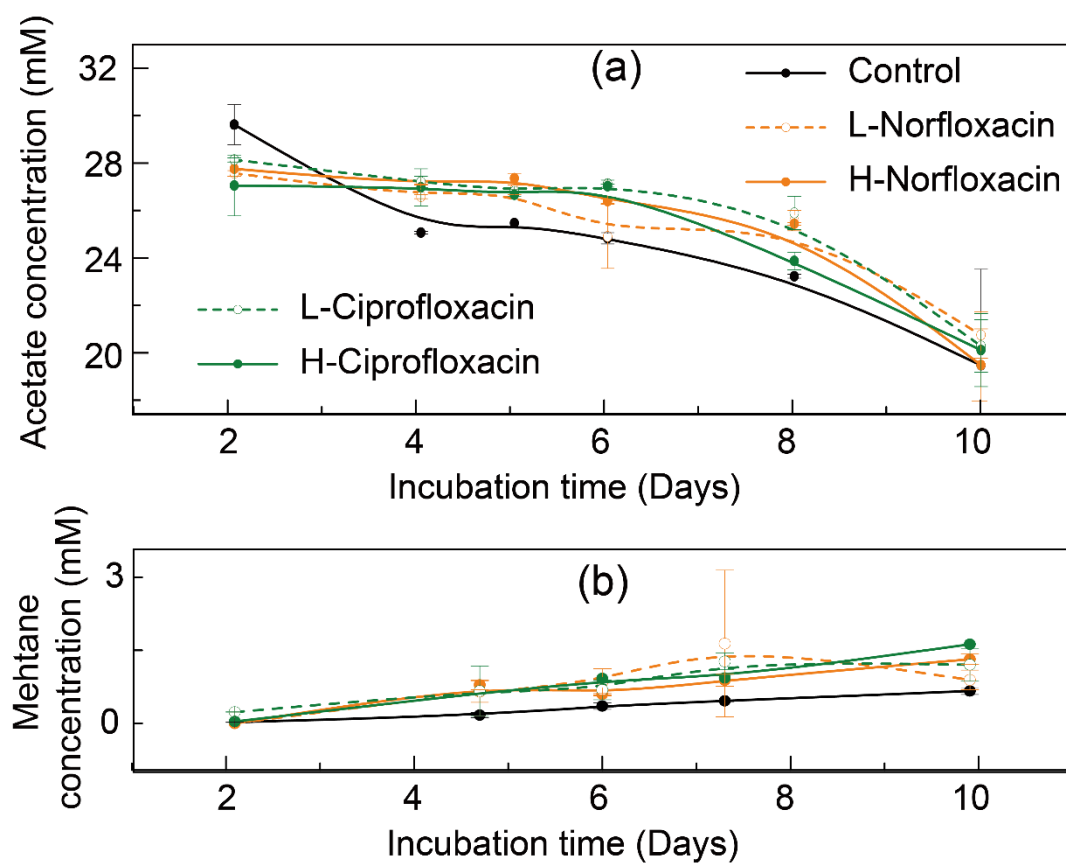 (a)
Acetate concentration (mM)
32
28
24
20
Control
L-Norfloxacin
H-Norfloxacin
L-Ciprofloxacin
H-Ciprofloxacin
2 4 6 8 10
Incubation time (Days)
(b)
Mehtane
concentration (mM)
3
0
2 4 6 8 10
Incubation time (Days)